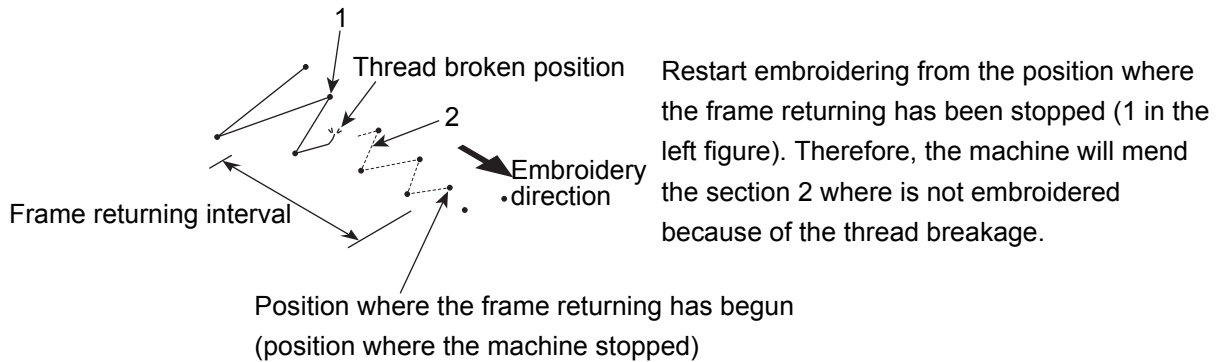 1
Thread broken position
2
Embroidery
direction
Frame returning interval
Position where the frame returning has begun
(position where the machine stopped)
Restart embroidering from the position where
the frame returning has been stopped (1 in the
left figure). Therefore, the machine will mend
the section 2 where is not embroidered
because of the thread breakage.